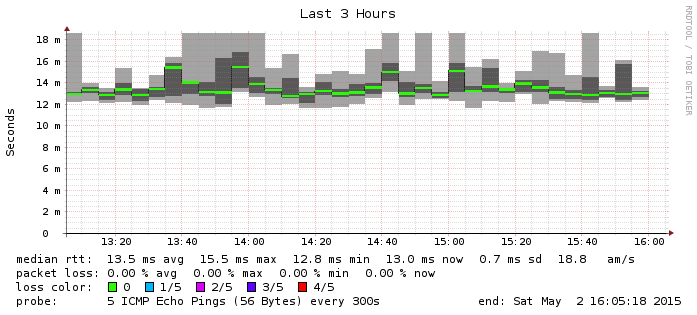 Last 3 Hours
RRDTOOL / TOBI OETIKER
Seconds
18 m
16 m
14 m
12 m
10 m
8 m
6 m
4 m
2 m
0
13:20 13:40 14:00 14:20 14:40 15:00 15:20 15:40 16:00
median rtt: 13.5 ms avg 15.5 ms max 12.8 ms min 13.0 ms now 0.7 ms sd 18.8 am/s
packet loss: 0.00 % avg 0.00 % max 0.00 % min 0.00 % now
loss color: 0 1/5 2/5 3/5 4/5
probe: 5 ICMP Echo Pings (56 Bytes) every 300s end: Sat May 2 16:05:18 2015